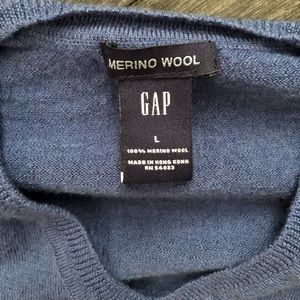 MERINO WOOL
GAP
L
100% MERINO WOOL
MADE IN HONG KONG
RN 54023